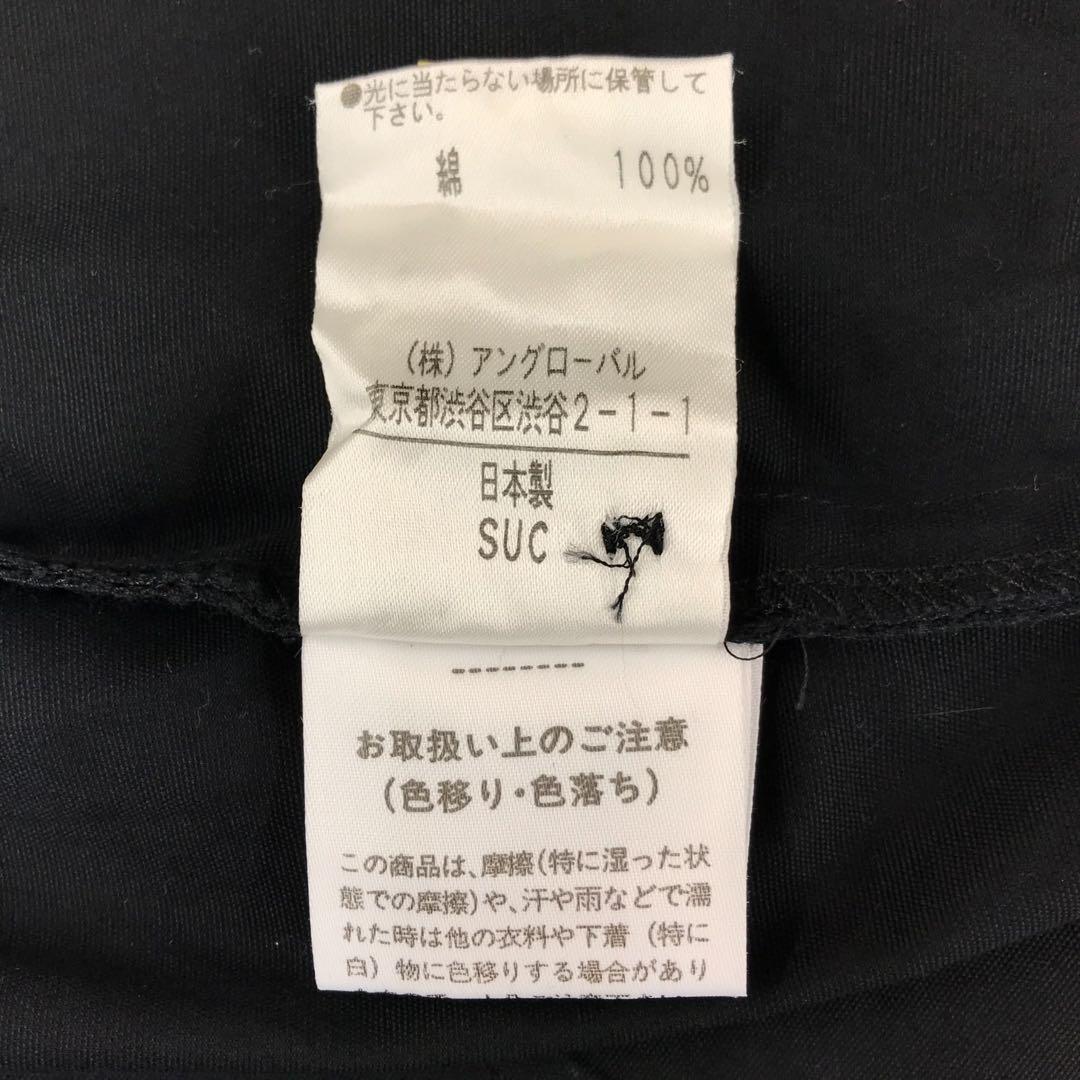 ●光に当たらない場所に保管して
下さい。
綿 100%
(株) アングローバル
東京都渋谷区渋谷2-1-1
日本製
SUC
--------
お取扱い上のご注意
(色移り・色落ち)
この商品は、摩擦(特に湿った状
態での摩擦)や、汗や雨などで濡
れた時は他の衣料や下着 (特に
白) 物に色移りする場合があり